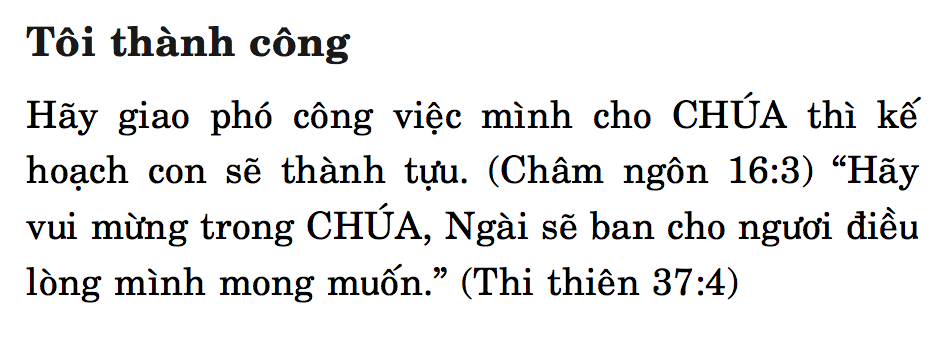 Tôi thành công
Hãy giao phó công việc mình cho CHÚA thì kế
hoạch con sẽ thành tựu. (Châm ngôn 16:3) “Hãy
vui mừng trong CHÚA, Ngài sẽ ban cho ngươi điều
lòng mình mong muốn.” (Thi thiên 37:4)